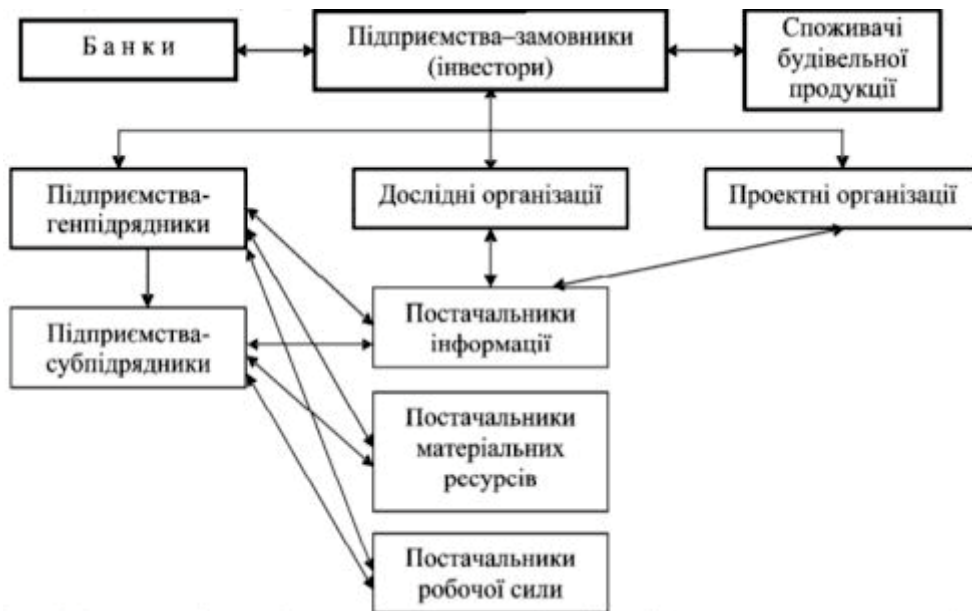 Б а н к и
Підприємства–замовники
(інвестори)
Споживачі
будівельної
продукції
Підприємства-
генпідрядники
Дослідні організації
Проектні організації
Підприємства-
субпідрядники
Постачальники
інформації
Постачальники
матеріальних
ресурсів
Постачальники
робочої сили